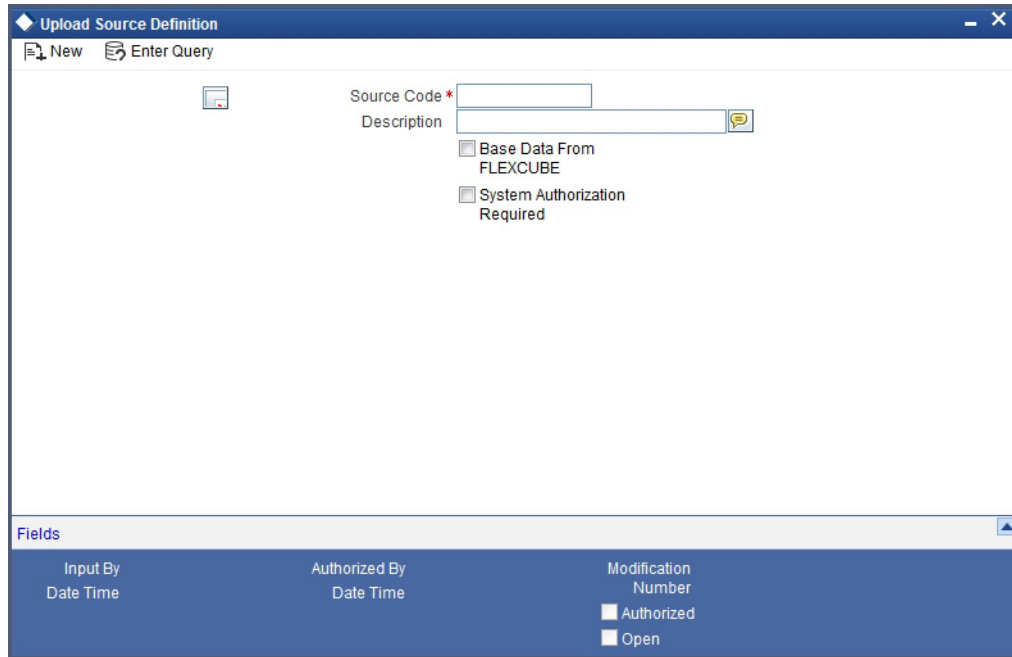 Upload Source Definition
New Enter Query
Source Code *
Description
Base Data From
FLEXCUBE
System Authorization
Required
Fields
Input By Authorized By Modification
Number
Date Time Date Time
Authorized
Open